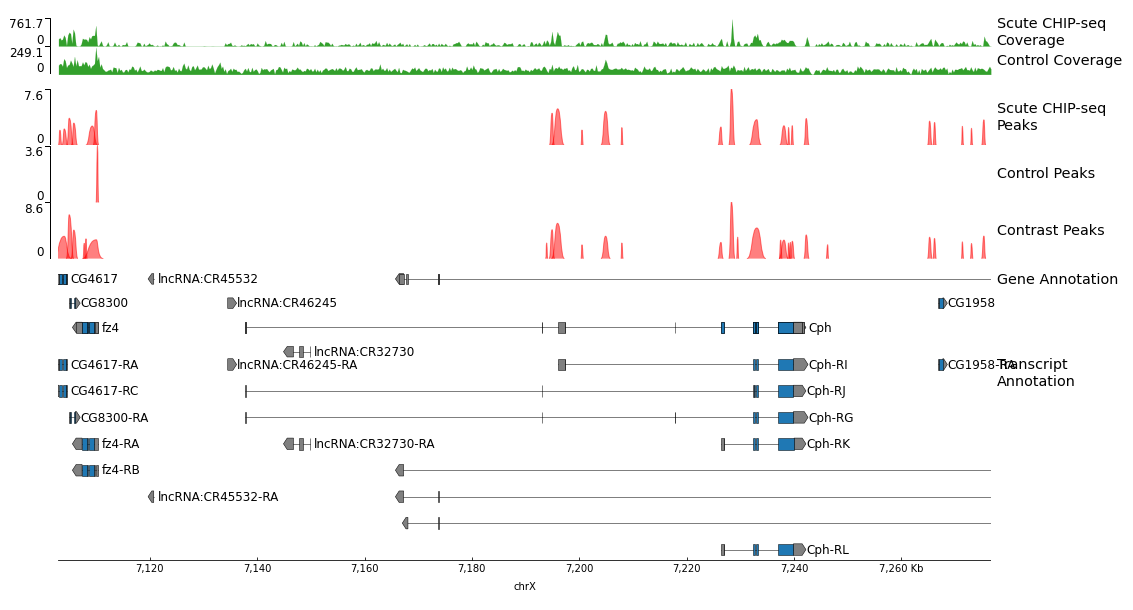 761.7
0
Scute CHIP-seq
Coverage
249.1
0
Control Coverage
7.6
0
Scute CHIP-seq
Peaks
3.6
0
Control Peaks
8.6
0
Contrast Peaks
CG4617
lncRNA:CR45532
Gene Annotation
CG8300
lncRNA:CR46245
CG1958
fz4
Cph
lncRNA:CR32730
CG4617-RA
lncRNA:CR46245-RA
Cph-RI
CG1958-RA
Transcript
Annotation
CG4617-RC
Cph-RJ
CG8300-RA
Cph-RG
fz4-RA
lncRNA:CR32730-RA
Cph-RK
fz4-RB
lncRNA:CR45532-RA
Cph-RL
7,120
7,140
7,160
7,180
7,200
7,220
7,240
7,260 Kb
chrX